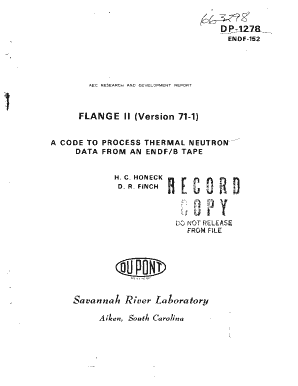 663298
DP-1278
ENDF-152
AEC RESEARCH AND DEVELOPMENT REPORT
FLANGE II (Version 71-1)
A CODE TO PROCESS THERMAL NEUTRON
DATA FROM AN ENDF/B TAPE
H. C. HONECK
D. R. FINCH
RECORD
COPY
DO NOT RELEASE
FROM FILE
DU PONT
Savannah River Laboratory
Aiken, South Carolina